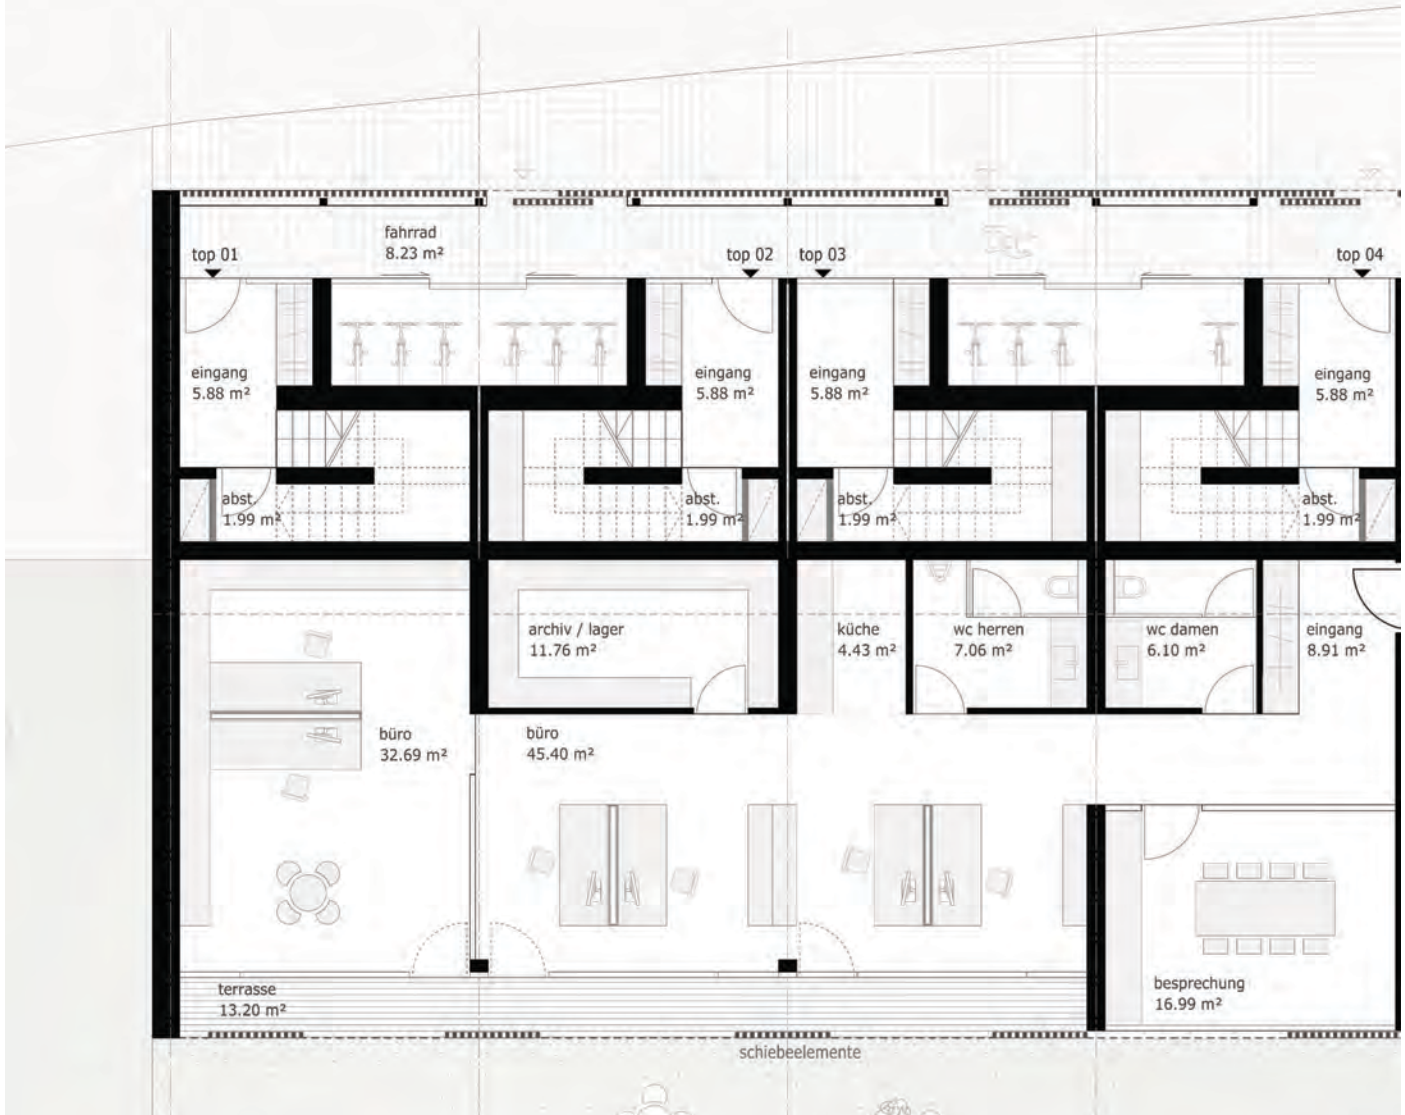 fahrrad
8.23 m²
top 01
top 02
top 03
top 04
eingang
5.88 m²
eingang
5.88 m²
eingang
5.88 m²
eingang
5.88 m²
abst.
1.99 m²
abst.
1.99 m²
abst.
1.99 m²
abst.
1.99 m²
archiv / lager
11.76 m²
küche
4.43 m²
wc herren
7.06 m²
wc damen
6.10 m²
eingang
8.91 m²
büro
32.69 m²
büro
45.40 m²
terrasse
13.20 m²
besprechung
16.99 m²
schiebeelemente